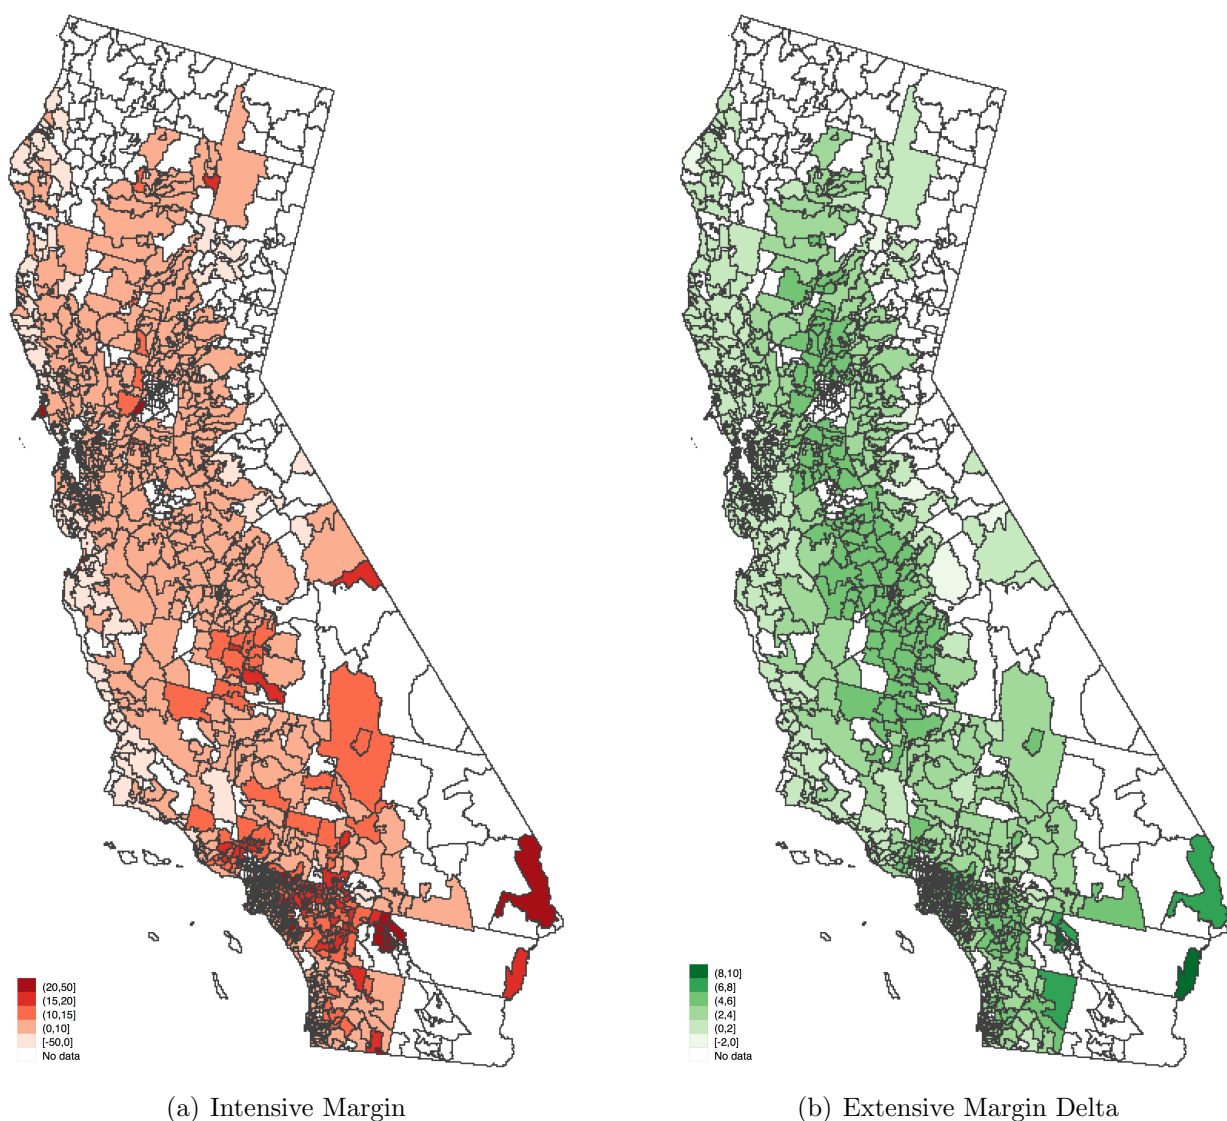 (20,50]
(15,20]
(10,15]
(0,10]
[-50,0]
No data
(8,10]
(6,8]
(4,6]
(2,4]
(0,2]
[-2,0]
No data
(a) Intensive Margin
(b) Extensive Margin Delta